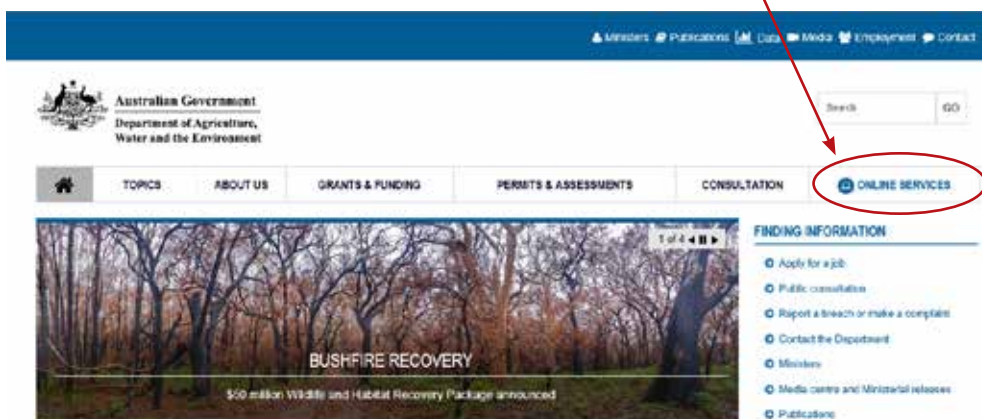 Ministers Publications Data Media Employment Contact
Australian Government
Department of Agriculture,
Water and the Environment
Search GO
TOPICS ABOUT US GRANTS & FUNDING PERMITS & ASSESSMENTS CONSULTATION ONLINE SERVICES
1 of 4
FINDING INFORMATION
Apply for a job
Public consultation
Report a breach or make a complaint
Contact the Department
Ministers
Media centre and Ministerial releases
Publications
BUSHFIRE RECOVERY
$50 million Wildlife and Habitat Recovery Package announced